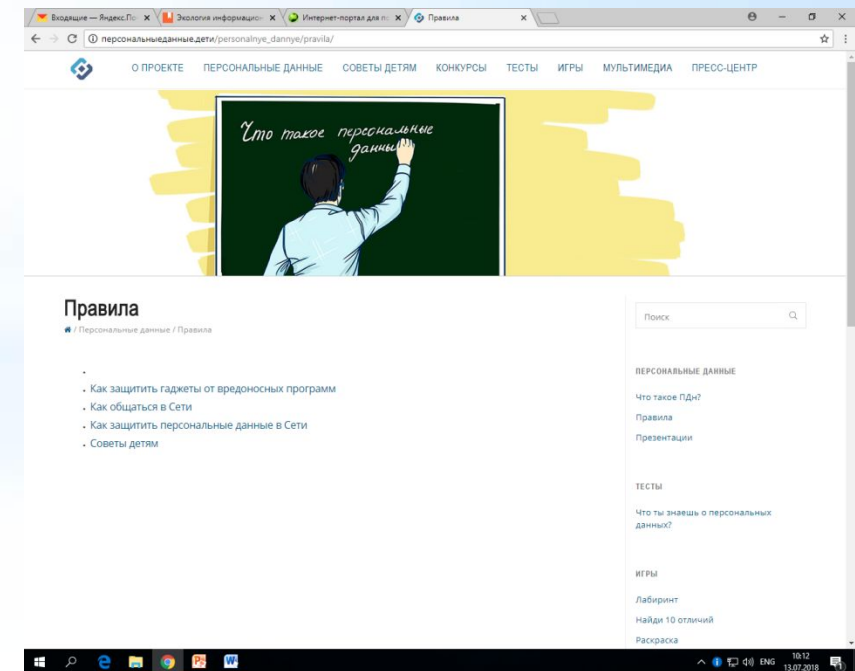 Входящие — Яндекс.По
Экология информацион
Интернет-портал для п
Правила
персональныеданные.дети/personalnye_dannye/pravila/
О ПРОЕКТЕ ПЕРСОНАЛЬНЫЕ ДАННЫЕ СОВЕТЫ ДЕТЯМ КОНКУРСЫ ТЕСТЫ ИГРЫ МУЛЬТИМЕДИА ПРЕСС-ЦЕНТР
Что такое персональные
данны
Правила
/ Персональные данные / Правила
Как защитить гаджеты от вредоносных программ
Как общаться в Сети
Как защитить персональные данные в Сети
Советы детям
Поиск
ПЕРСОНАЛЬНЫЕ ДАННЫЕ
Что такое ПДн?
Правила
Презентации
ТЕСТЫ
Что ты знаешь о персональных
данных?
ИГРЫ
Лабиринт
Найди 10 отличий
Раскраска
ENG
10:12
13.07.2018